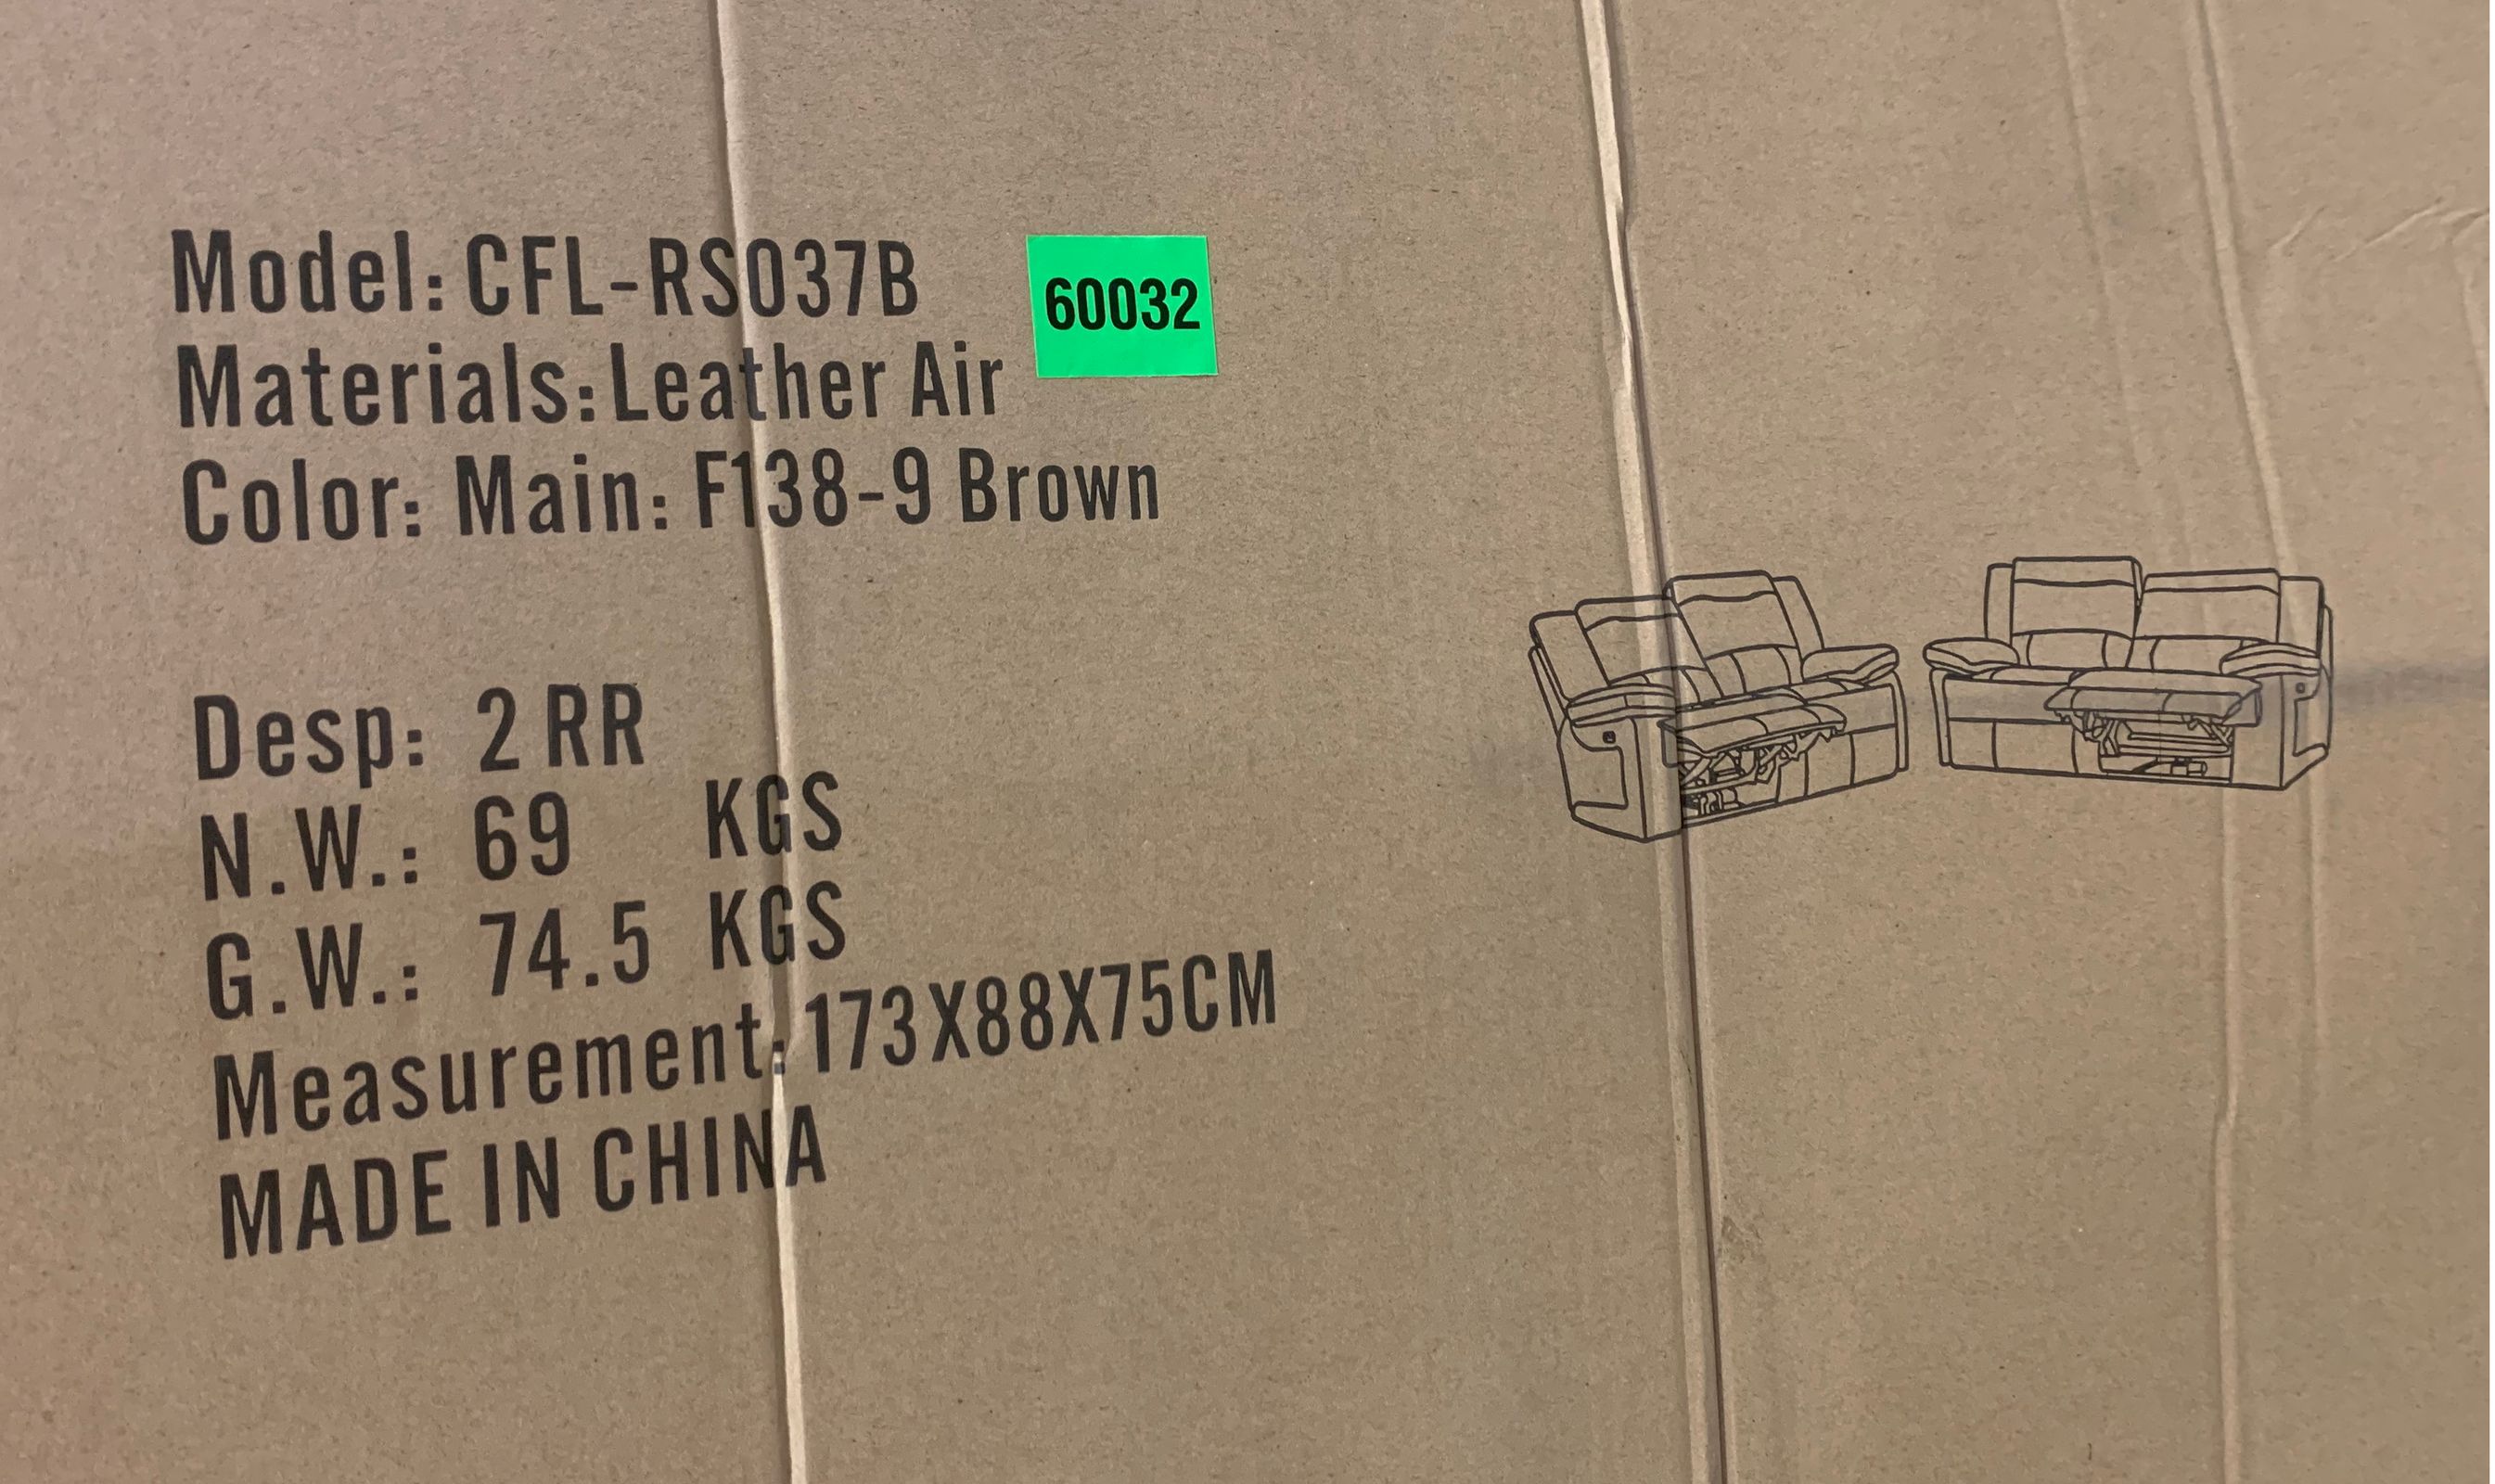 Model: CFL-RS037B
60032
Materials: Leather Air
Color: Main: F138-9 Brown
Desp: 2 RR
N.W.: 69 KGS
G.W.: 74.5 KGS
Measurement: 173X88X75CM
MADE IN CHINA